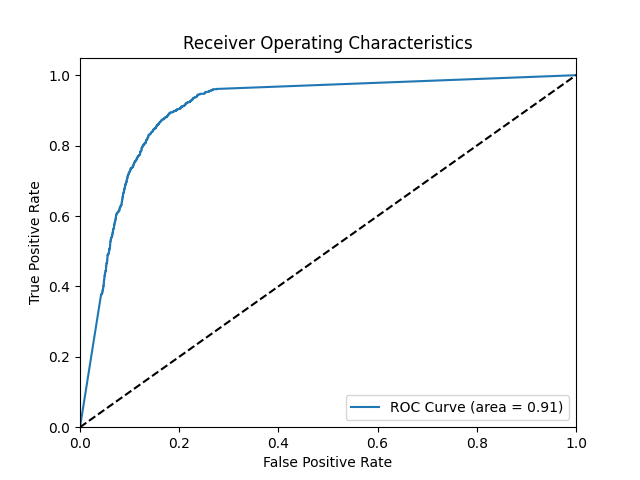 Receiver Operating Characteristics
True Positive Rate
1.0
0.8
0.6
0.4
0.2
0.0
ROC Curve (area = 0.91)
0.0 0.2 0.4 0.6 0.8 1.0
False Positive Rate